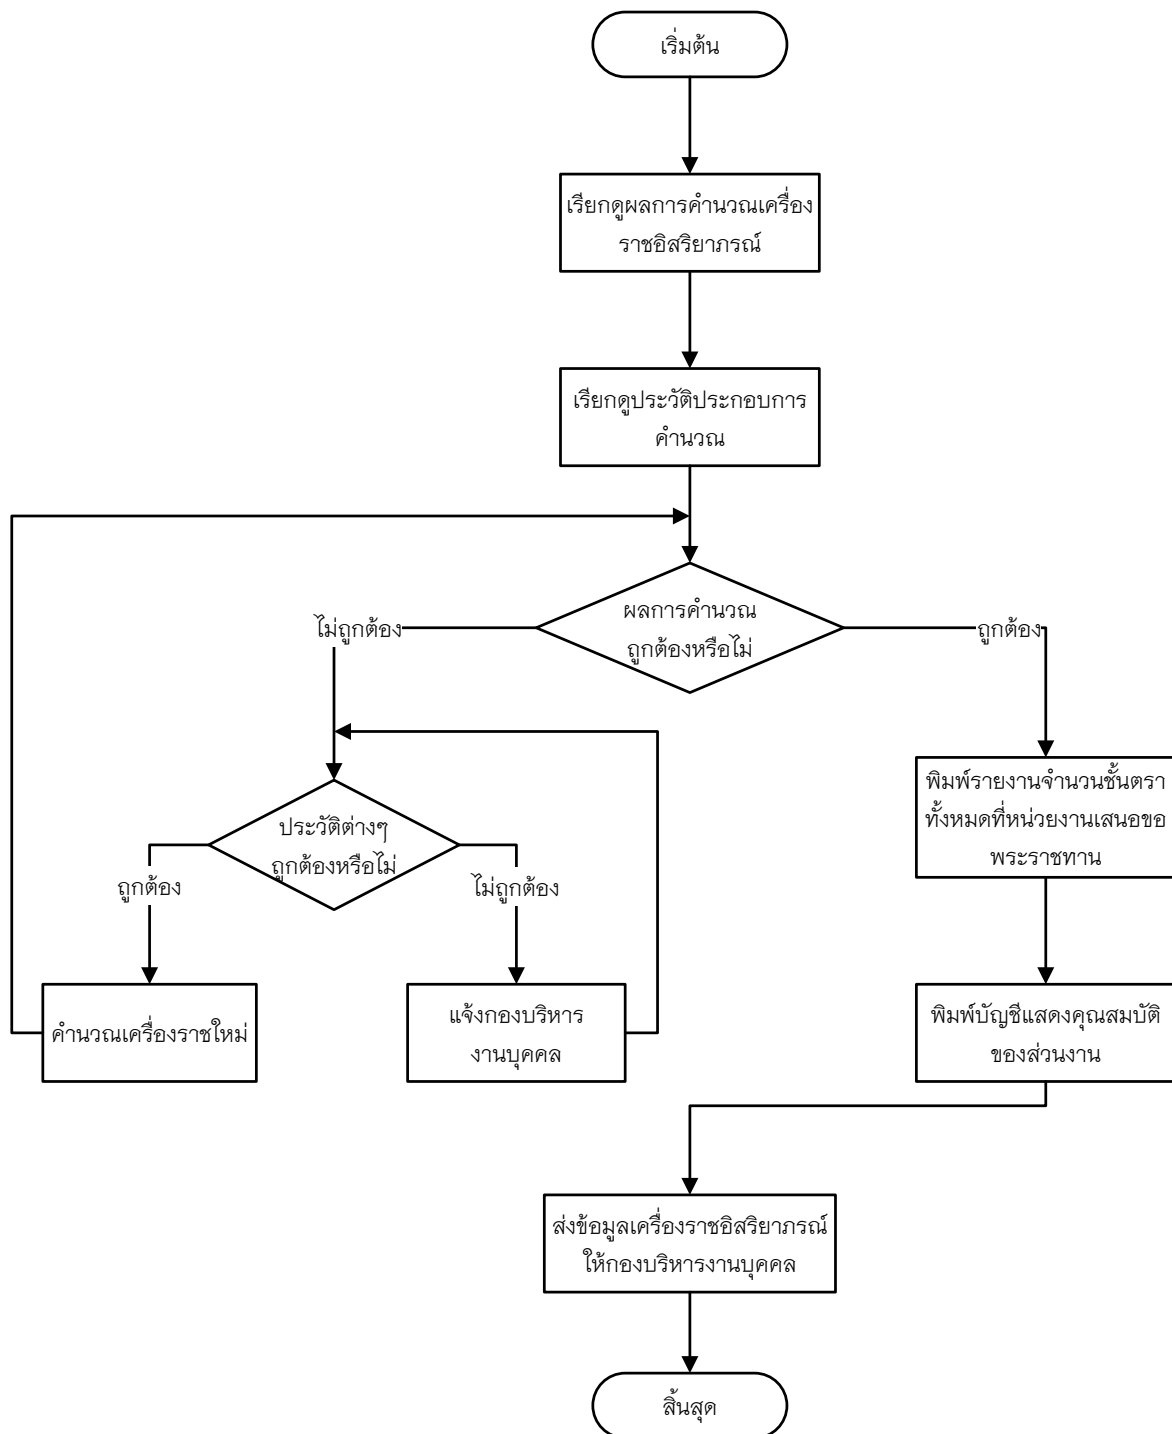 เริ่มต้น
เรียกดูผลการคำนวณเครื่อง
ราชอิสริยาภรณ์
เรียกดูประวัติประกอบการ
คำนวณ
ผลการคำนวณ
ถูกต้องหรือไม่
ไม่ถูกต้อง
ถูกต้อง
ประวัติต่างๆ
ถูกต้องหรือไม่
ถูกต้อง
ไม่ถูกต้อง
คำนวณเครื่องราชใหม่
แจ้งกองบริหาร
งานบุคคล
พิมพ์รายงานจำนวนชั้นตรา
ทั้งหมดที่หน่วยงานเสนอขอ
พระราชทาน
พิมพ์บัญชีแสดงคุณสมบัติ
ของส่วนงาน
ส่งข้อมูลเครื่องราชอิสริยาภรณ์
ให้กองบริหารงานบุคคล
สิ้นสุด